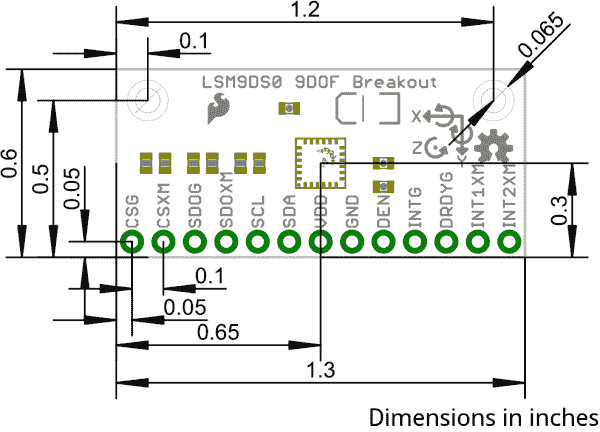 1.2
0.1
0.065
LSM9DS0 9DOF Breakout
X
Z
0.6
0.5
0.05
0.3
CSG
CSXM
SDOG
SDOXM
SCL
SDA
VDD
GND
DEN
INTG
DRDYG
INT1XM
INT2XM
0.1
0.05
0.65
1.3
Dimensions in inches